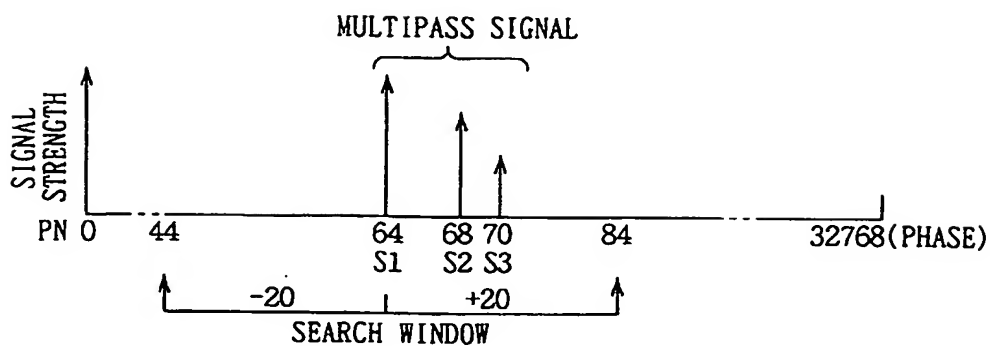 MULTIPASS SIGNAL
SIGNAL
STRENGTH
PN 0 44 64 68 70 84 32768(PHASE)
S1 S2 S3
-20 +20
SEARCH WINDOW